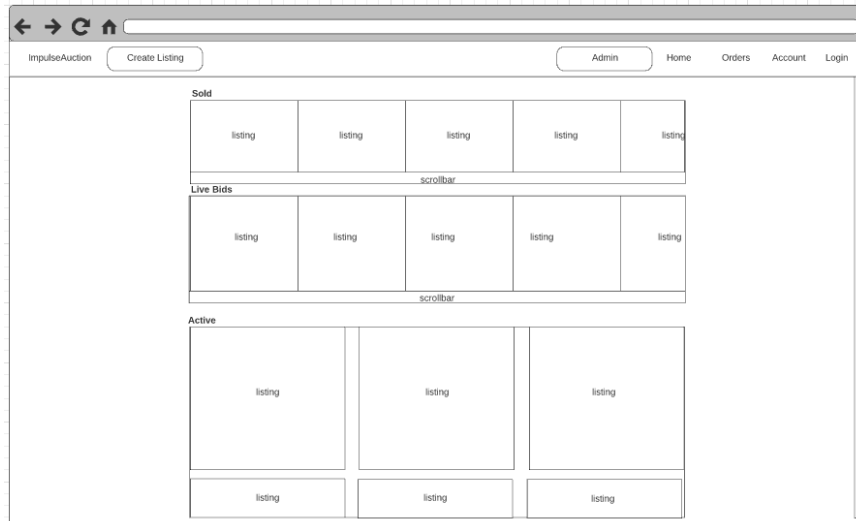 ImpulseAuction Create Listing Admin Home Orders Account Login
Sold
listing listing listing listing listing
scrollbar
Live Bids
listing listing listing listing listing
scrollbar
Active
listing listing listing
listing listing listing